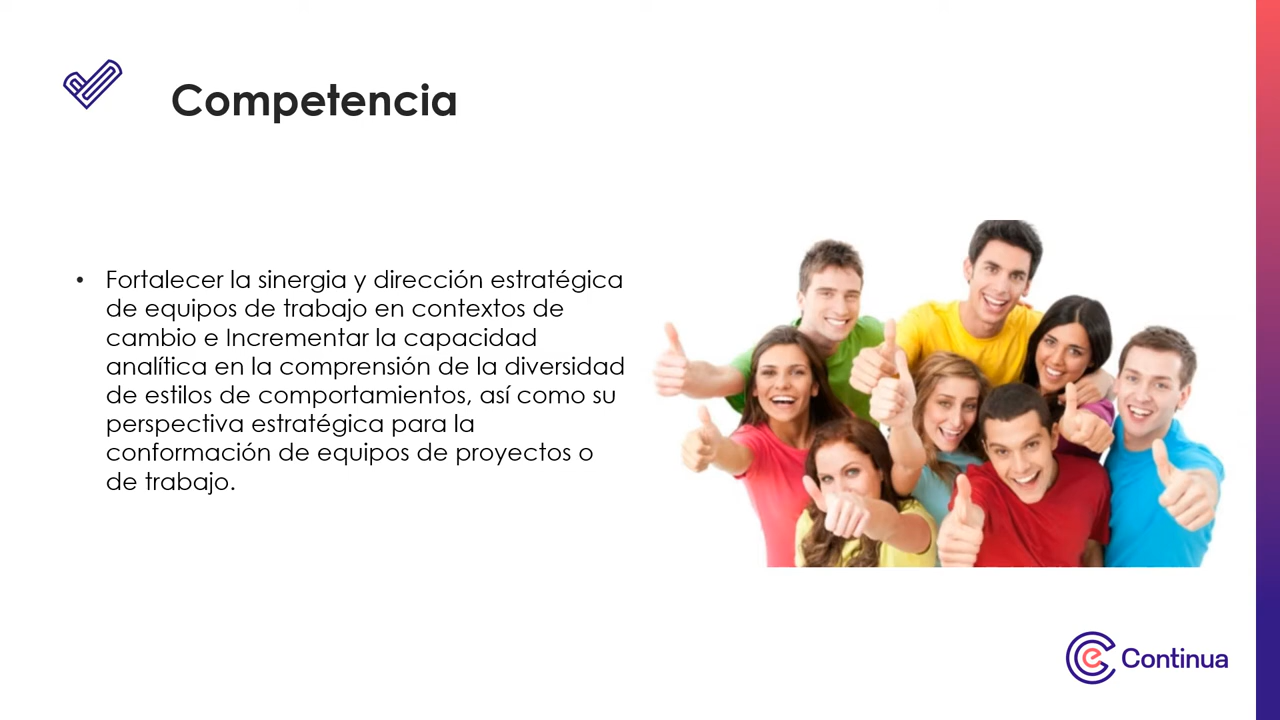 Competencia
• Fortalecer la sinergia y dirección estratégica
de equipos de trabajo en contextos de
cambio e Incrementar la capacidad
analítica en la comprensión de la diversidad
de estilos de comportamientos, así como su
perspectiva estratégica para la
conformación de equipos de proyectos o
de trabajo.
Continua